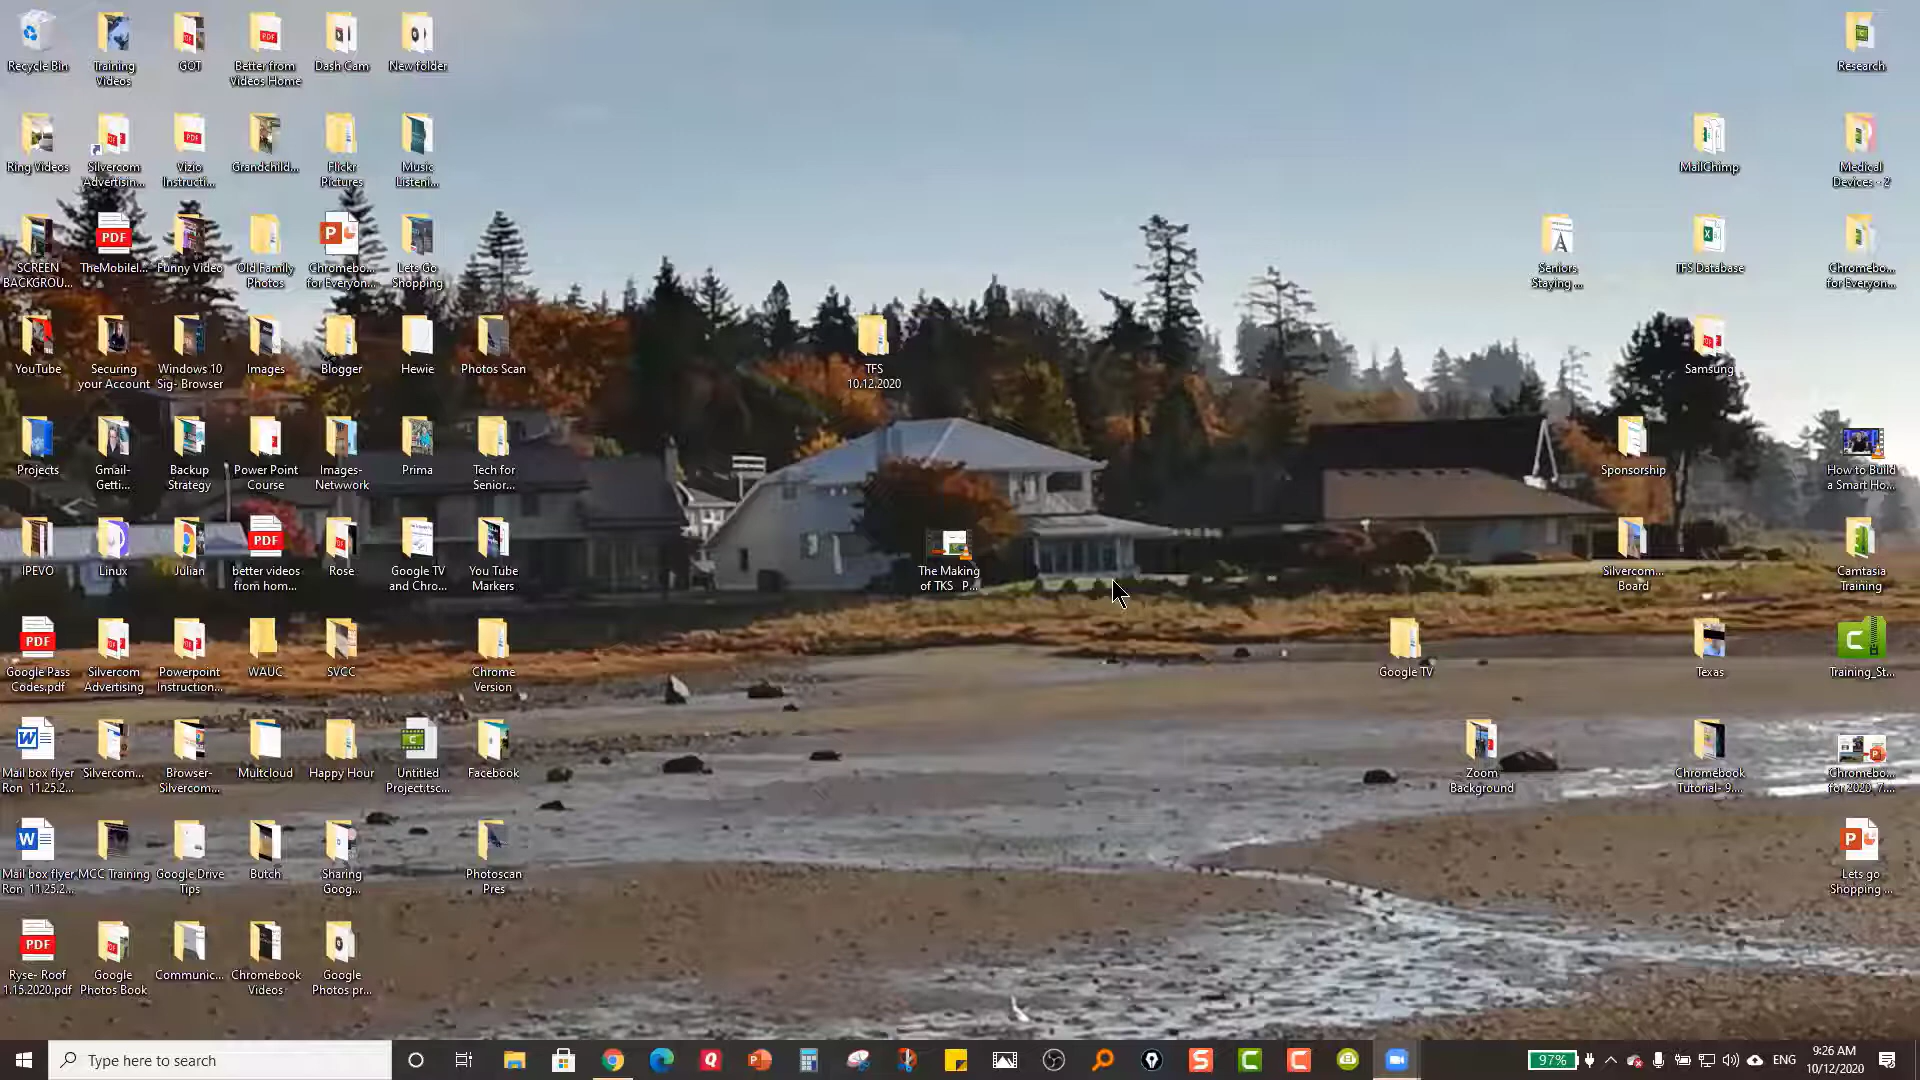 Recycle Bin
Training
Videos
GOT
Better from
Videos Home
Dash Cam
New folder
Research
Ring Videos
Silvercom
Advertisin...
Vizio
Instructi...
Grandchild...
Flickr
Pictures
Music
Listeni...
MailChimp
Medical
Devices - 2
SCREEN
BACKGROU...
PDF
TheMobileI...
Funny Video
Old Family
Photos
Chromebo...
for Everyon...
Lets Go
Shopping
Seniors
Staying ...
TFS Database
Chromebo...
for Everyon...
YouTube
Securing
your Account
Windows 10
Sig- Browser
Images
Blogger
Hewie
Photos Scan
TFS
10.12.2020
Samsung
Projects
Gmail-
Getti...
Backup
Strategy
Power Point
Course
Images-
Netwwork
Prima
Tech for
Senior...
Sponsorship
How to Build
a Smart Ho...
IPEVO
Linux
Julian
PDF
better videos
from hom...
Rose
Google TV
and Chro...
You Tube
Markers
The Making
of TKS P...
Silvercom...
Board
Camtasia
Training
PDF
Google Pass
Codes.pdf
Silvercom
Advertising
Powerpoint
Instruction...
WAUC
SVCC
Chrome
Version
Google TV
Texas
Training_St...
Mail box flyer
Ron 11.25.2...
Silvercom...
Browser-
Silvercom...
Multcloud
Happy Hour
Untitled
Project.tsc...
Facebook
Zoom
Background
Chromebook
Tutorial- 9....
Chromebo...
for 2020 7....
Mail box flyer
Ron 11.25.2...
MCC Training
Google Drive
Tips
Butch
Sharing
Goog...
Photoscan
Pres
Lets go
Shopping ...
PDF
Ryse- Roof
1.15.2020.pdf
Google
Photos Book
Communic...
Chromebook
Videos
Google
Photos pr...
Type here to search
97%
ENG
9:26 AM
10/12/2020